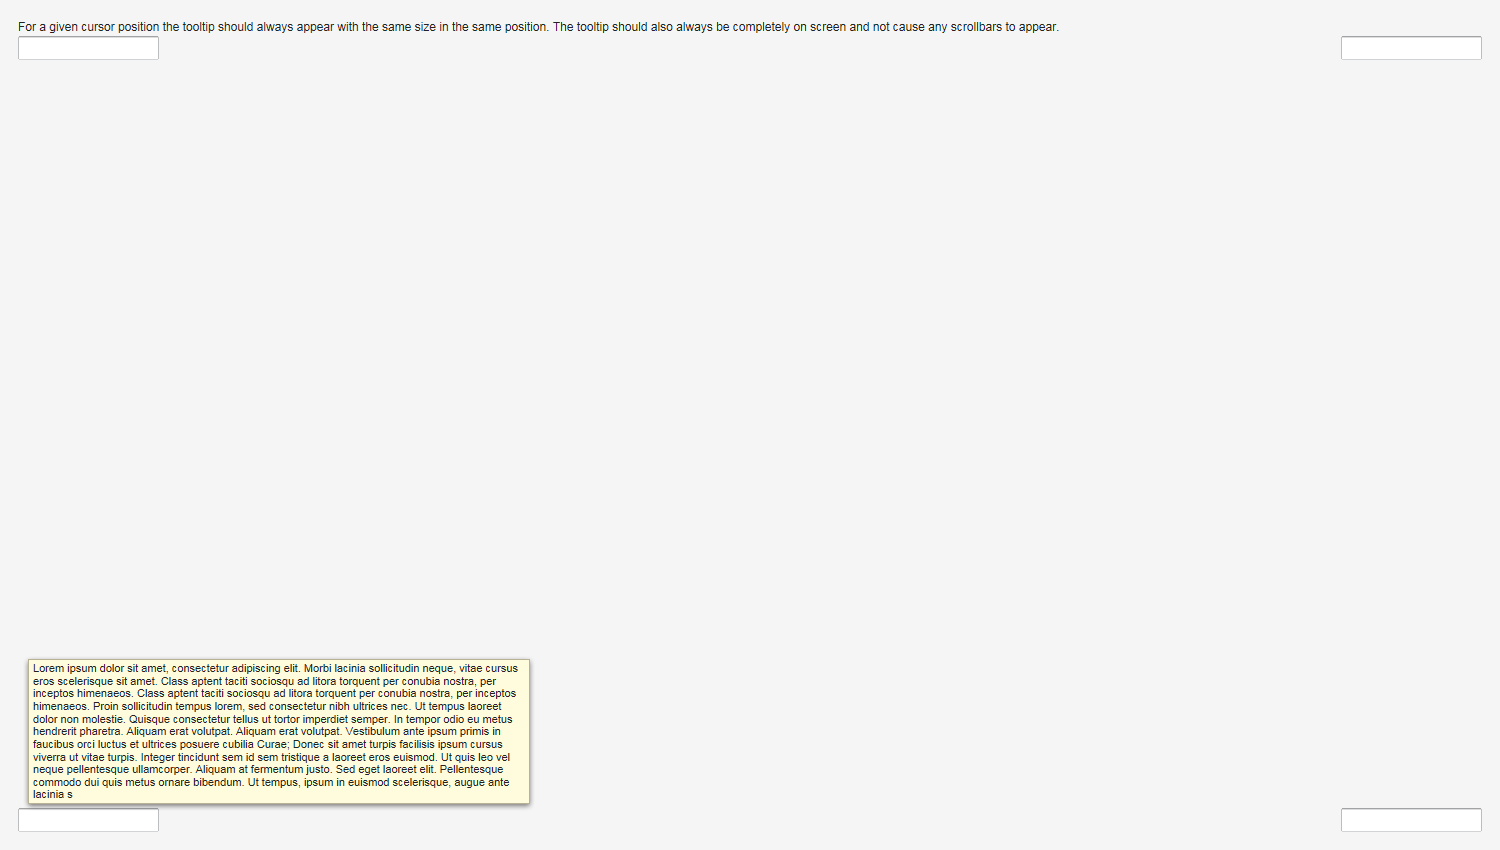 For a given cursor position the tooltip should always appear with the same size in the same position. The tooltip should also always be completely on screen and not cause any scrollbars to appear.
Lorem ipsum dolor sit amet, consectetur adipiscing elit. Morbi lacinia sollicitudin neque, vitae cursus
eros scelerisque sit amet. Class aptent taciti sociosqu ad litora torquent per conubia nostra, per
inceptos himenaeos. Class aptent taciti sociosqu ad litora torquent per conubia nostra, per inceptos
himenaeos. Proin sollicitudin tempus lorem, sed consectetur nibh ultrices nec. Ut tempus laoreet
dolor non molestie. Quisque consectetur tellus ut tortor imperdiet semper. In tempor odio eu metus
hendrerit pharetra. Aliquam erat volutpat. Aliquam erat volutpat. Vestibulum ante ipsum primis in
faucibus orci luctus et ultrices posuere cubilia Curae; Donec sit amet turpis facilisis ipsum cursus
viverra ut vitae turpis. Integer tincidunt sem id sem tristique a laoreet eros euismod. Ut quis leo vel
neque pellentesque ullamcorper. Aliquam at fermentum justo. Sed eget laoreet elit. Pellentesque
commodo dui quis metus ornare bibendum. Ut tempus, ipsum in euismod scelerisque, augue ante
lacinia s